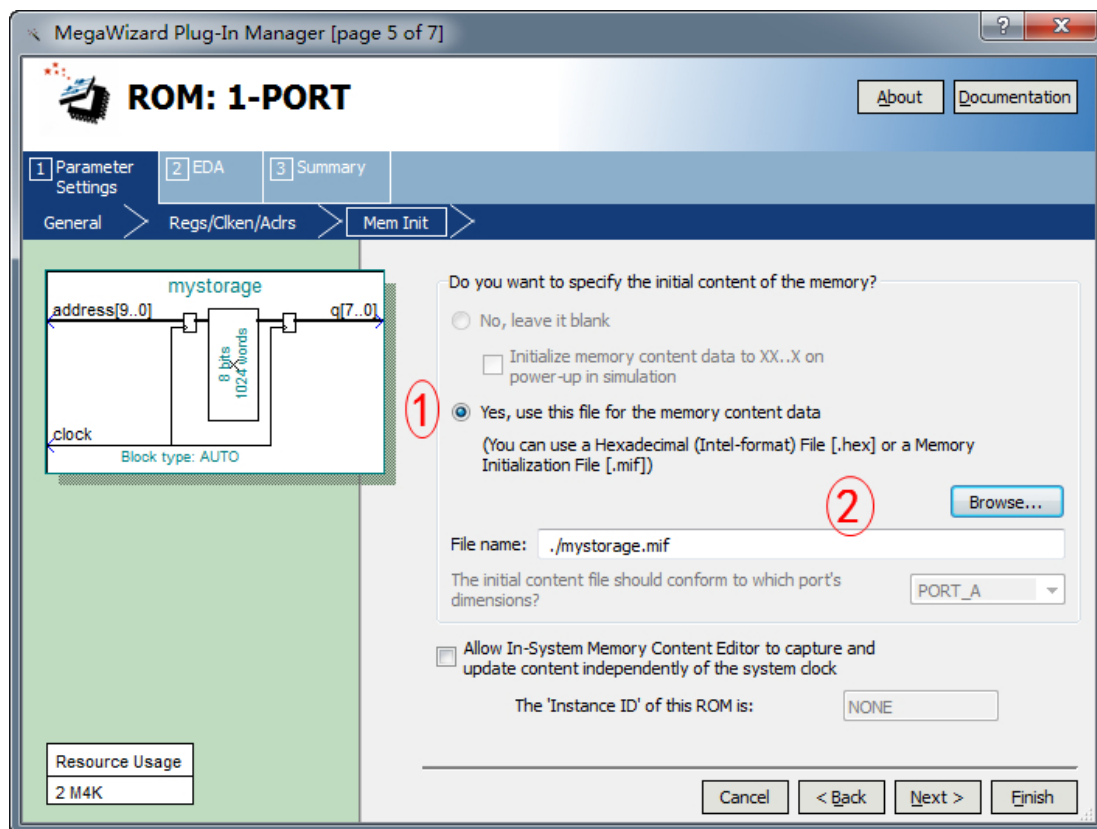 MegaWizard Plug-In Manager [page 5 of 7]
ROM: 1-PORT
About
Documentation
1 Parameter Settings
2 EDA
3 Summary
General
Regs/Clken/Aclrs
Mem Init
mystorage
address[9..0]
q[7..0]
8 bits
1024 words
clock
Block type: AUTO
Do you want to specify the initial content of the memory?
No, leave it blank
Initialize memory content data to XX..X on
power-up in simulation
1
Yes, use this file for the memory content data
(You can use a Hexadecimal (Intel-format) File [.hex] or a Memory
Initialization File [.mif])
2
Browse...
File name: ./mystorage.mif
The initial content file should conform to which port's
dimensions?
PORT_A
Allow In-System Memory Content Editor to capture and
update content independently of the system clock
The 'Instance ID' of this ROM is: NONE
Resource Usage
2 M4K
Cancel
< Back
Next >
Finish